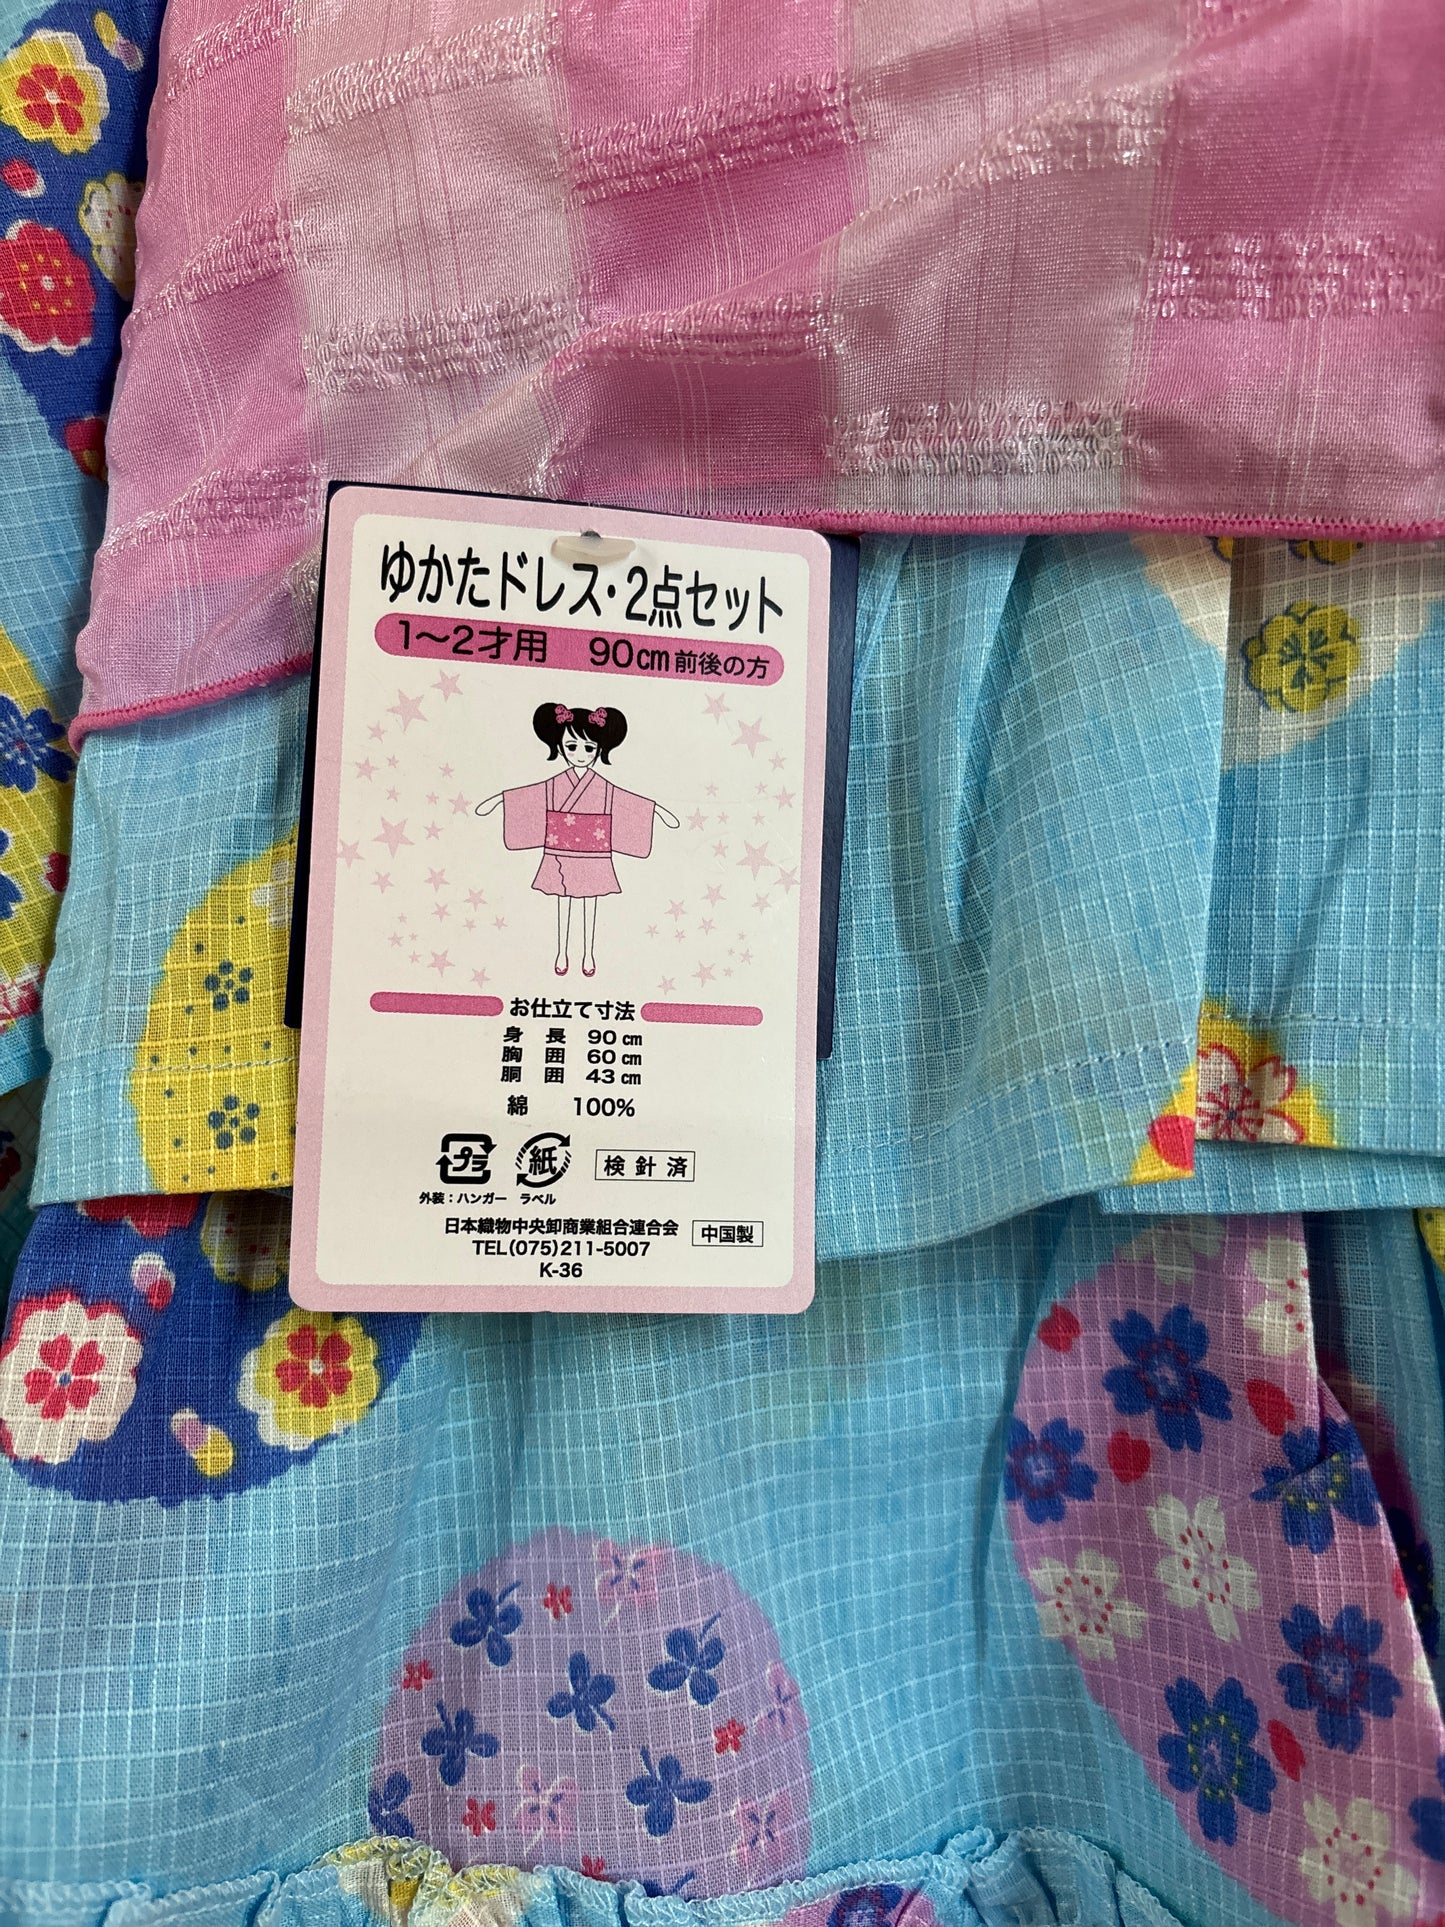 ゆかたドレス・2点セット
1〜2才用 90cm前後の方
お仕立て寸法
身長 90cm
胸囲 60cm
胴囲 43cm
綿 100%
プラ 紙 検針済
外装：ハンガー ラベル
日本織物中央卸商業組合連合会
TEL(075)211-5007
中国製
K-36